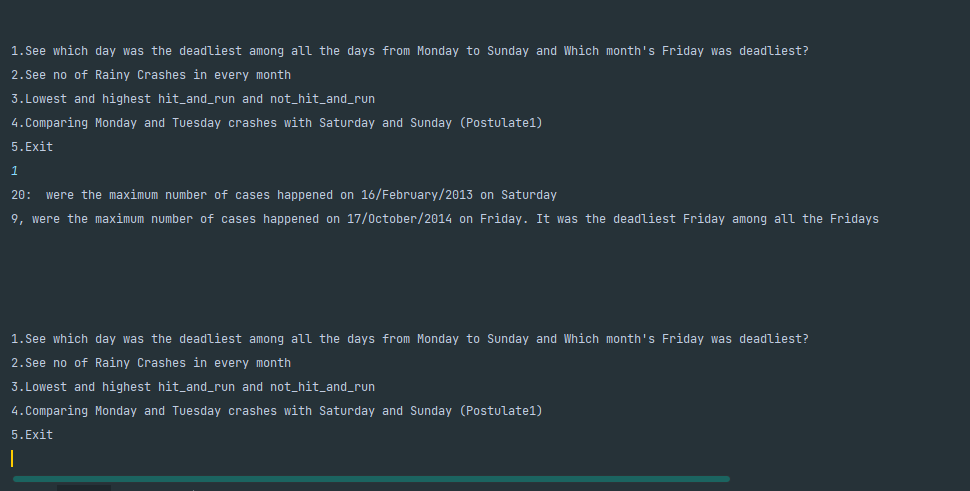 1.See which day was the deadliest among all the days from Monday to Sunday and Which month's Friday was deadliest?
2.See no of Rainy Crashes in every month
3.Lowest and highest hit_and_run and not_hit_and_run
4.Comparing Monday and Tuesday crashes with Saturday and Sunday (Postulate1)
5.Exit
1
20:  were the maximum number of cases happened on 16/February/2013 on Saturday
9, were the maximum number of cases happened on 17/October/2014 on Friday. It was the deadliest Friday among all the Fridays
1.See which day was the deadliest among all the days from Monday to Sunday and Which month's Friday was deadliest?
2.See no of Rainy Crashes in every month
3.Lowest and highest hit_and_run and not_hit_and_run
4.Comparing Monday and Tuesday crashes with Saturday and Sunday (Postulate1)
5.Exit